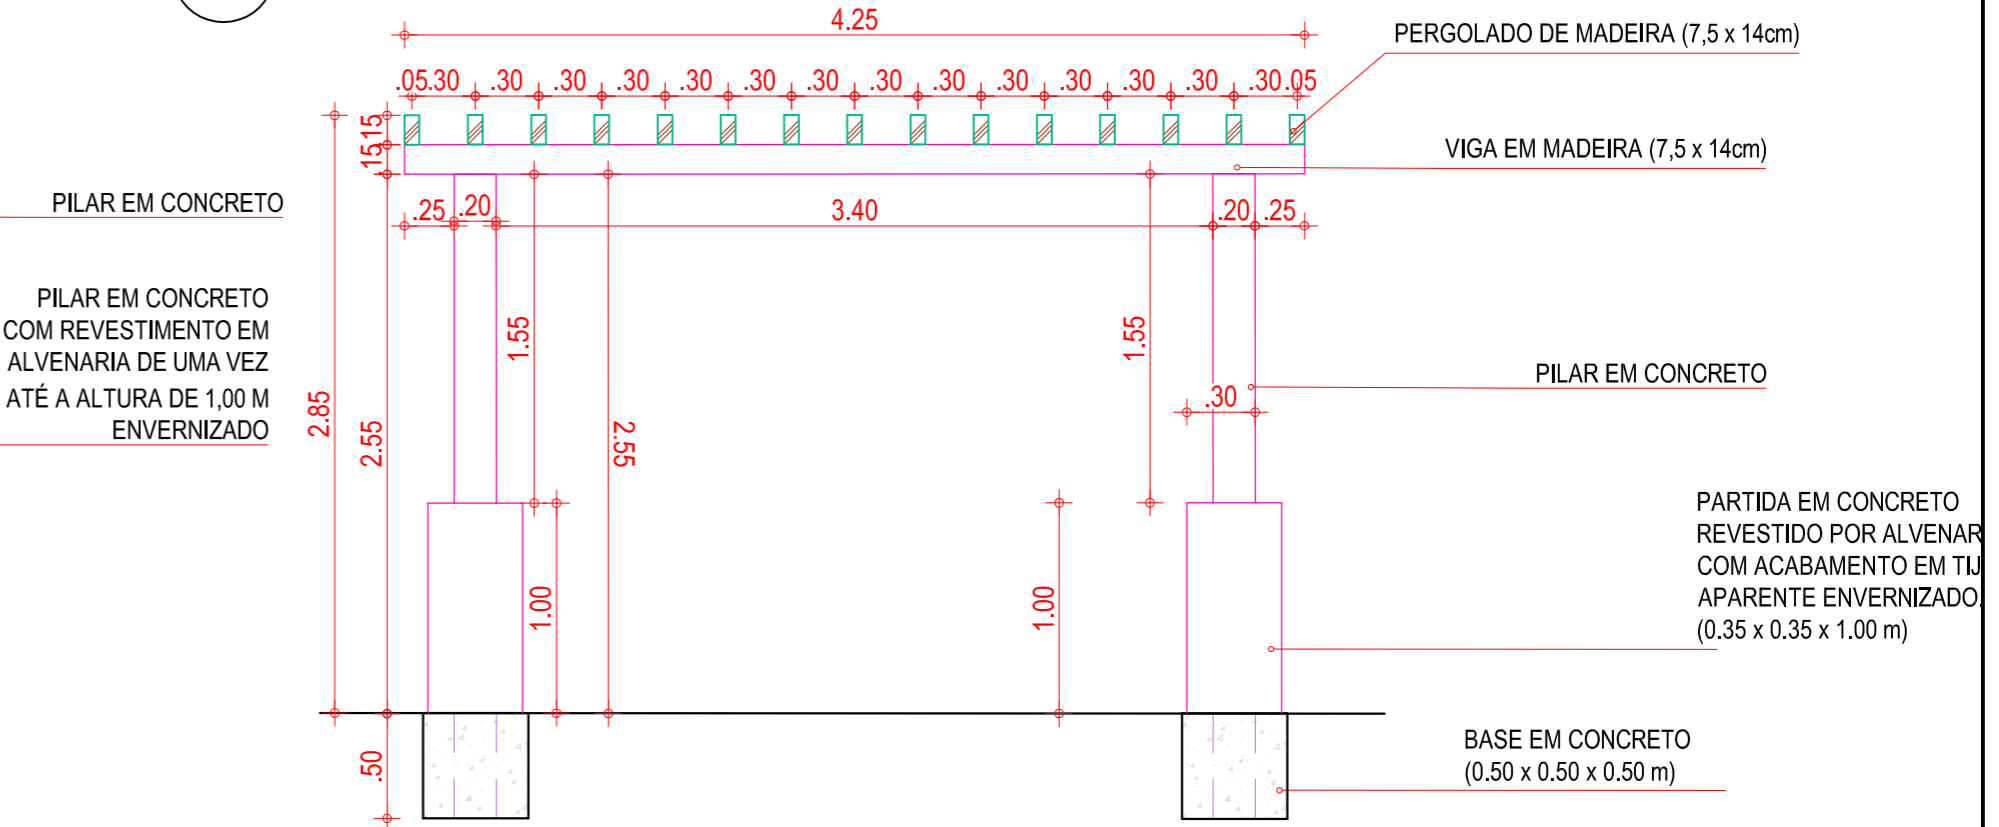 4.25
PERGOLADO DE MADEIRA (7,5 x 14cm)
.05 .30 .30 .30 .30 .30 .30 .30 .30 .30 .30 .30 .30 .30 .30 .05
.15
.15
VIGA EM MADEIRA (7,5 x 14cm)
PILAR EM CONCRETO
.25 .20 3.40 .20 .25
PILAR EM CONCRETO
COM REVESTIMENTO EM
ALVENARIA DE UMA VEZ
ATÉ A ALTURA DE 1,00 M
ENVERNIZADO
1.55
1.55
PILAR EM CONCRETO
.30
2.85
2.55
2.55
PARTIDA EM CONCRETO
REVESTIDO POR ALVENAR
COM ACABAMENTO EM TIJ
APARENTE ENVERNIZADO.
(0.35 x 0.35 x 1.00 m)
1.00
1.00
.50
BASE EM CONCRETO
(0.50 x 0.50 x 0.50 m)